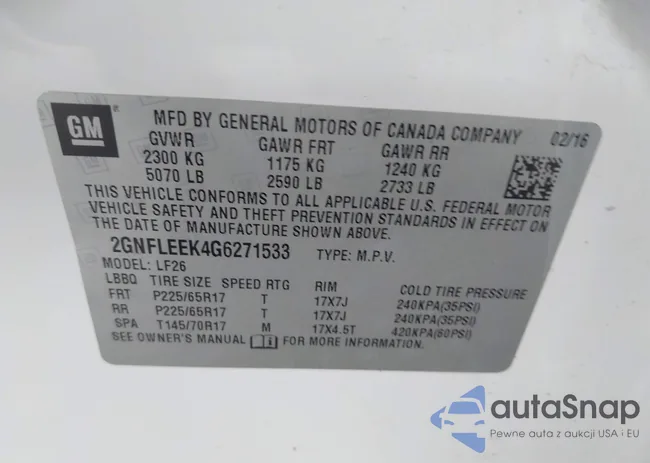 GM
MFD BY GENERAL MOTORS OF CANADA COMPANY 02/16
GVWR GAWR FRT GAWR RR
2300 KG 1175 KG 1240 KG
5070 LB 2590 LB 2733 LB
THIS VEHICLE CONFORMS TO ALL APPLICABLE U.S. FEDERAL MOTOR
VEHICLE SAFETY AND THEFT PREVENTION STANDARDS IN EFFECT ON
THE DATE OF MANUFACTURE SHOWN ABOVE.
2GNFLEEK4G6271533 TYPE: M.P.V.
MODEL: LF26
LBBQ TIRE SIZE SPEED RTG RIM COLD TIRE PRESSURE
FRT P225/65R17 T 17X7J 240KPA(35PSI)
RR P225/65R17 T 17X7J 240KPA(35PSI)
SPA T145/70R17 M 17X4.5T 420KPA(60PSI)
SEE OWNER'S MANUAL FOR MORE INFORMATION.
autoSnap
Pewne auta z aukcji USA i EU